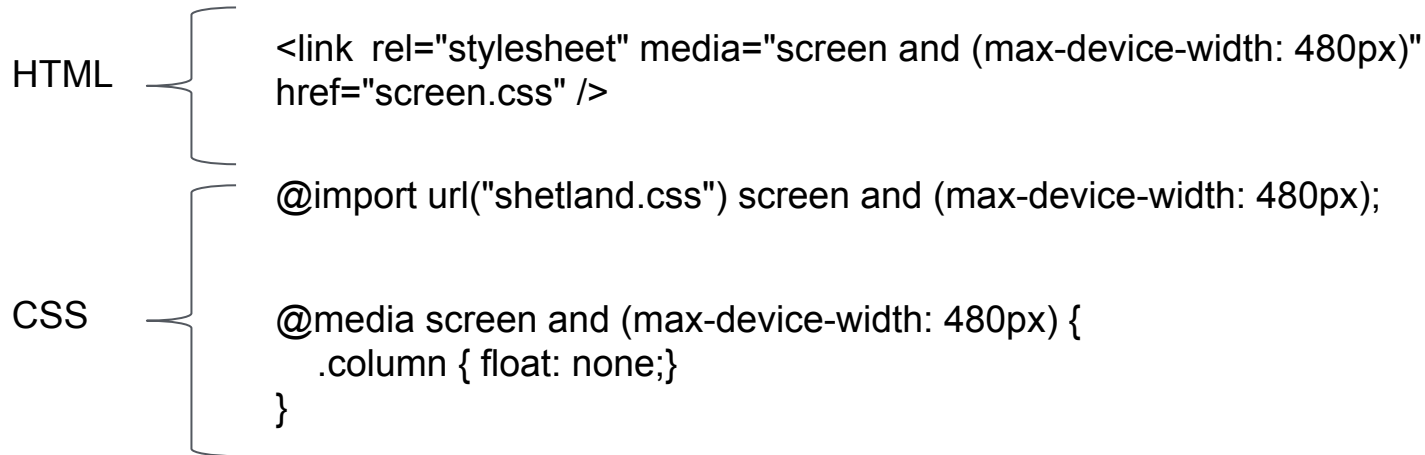 HTML
<link rel="stylesheet" media="screen and (max-device-width: 480px)"
href="screen.css" />
@import url("shetland.css") screen and (max-device-width: 480px);
CSS
@media screen and (max-device-width: 480px) {
.column { float: none;}
}